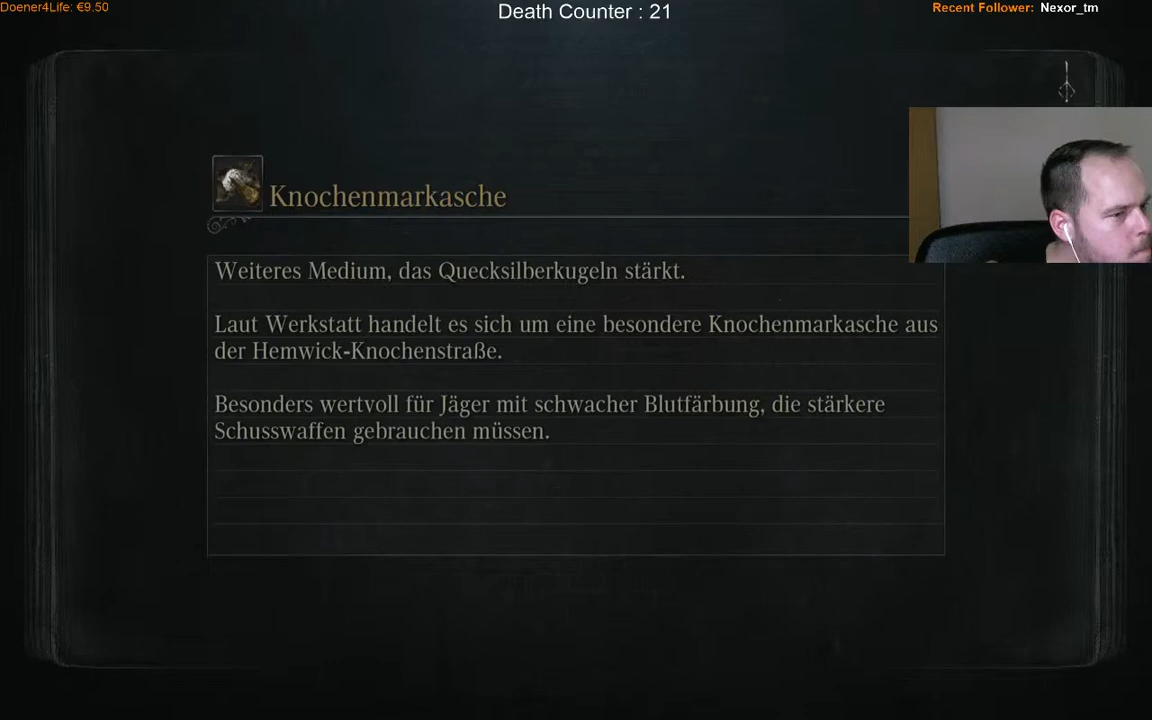 Doener4Life: €9.50
Death Counter : 21
Recent Follower: Nexor_tm
Knochenmarkasche
Weiteres Medium, das Quecksilberkugeln stärkt.
Laut Werkstatt handelt es sich um eine besondere Knochenmarkasche aus
der Hemwick-Knochenstraße.
Besonders wertvoll für Jäger mit schwacher Blutfärbung, die stärkere
Schusswaffen gebrauchen müssen.